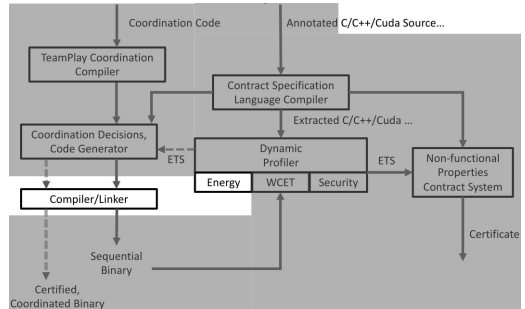 Coordination Code
Annotated C/C++/Cuda Source...
TeamPlay Coordination
Compiler
Contract Specification
Language Compiler
Extracted C/C++/Cuda ...
Coordination Decisions,
Code Generator
ETS
Dynamic
Profiler
ETS
Non-functional
Properties
Contract System
Energy
WCET
Security
Compiler/Linker
Certificate
Sequential
Binary
Certified,
Coordinated Binary